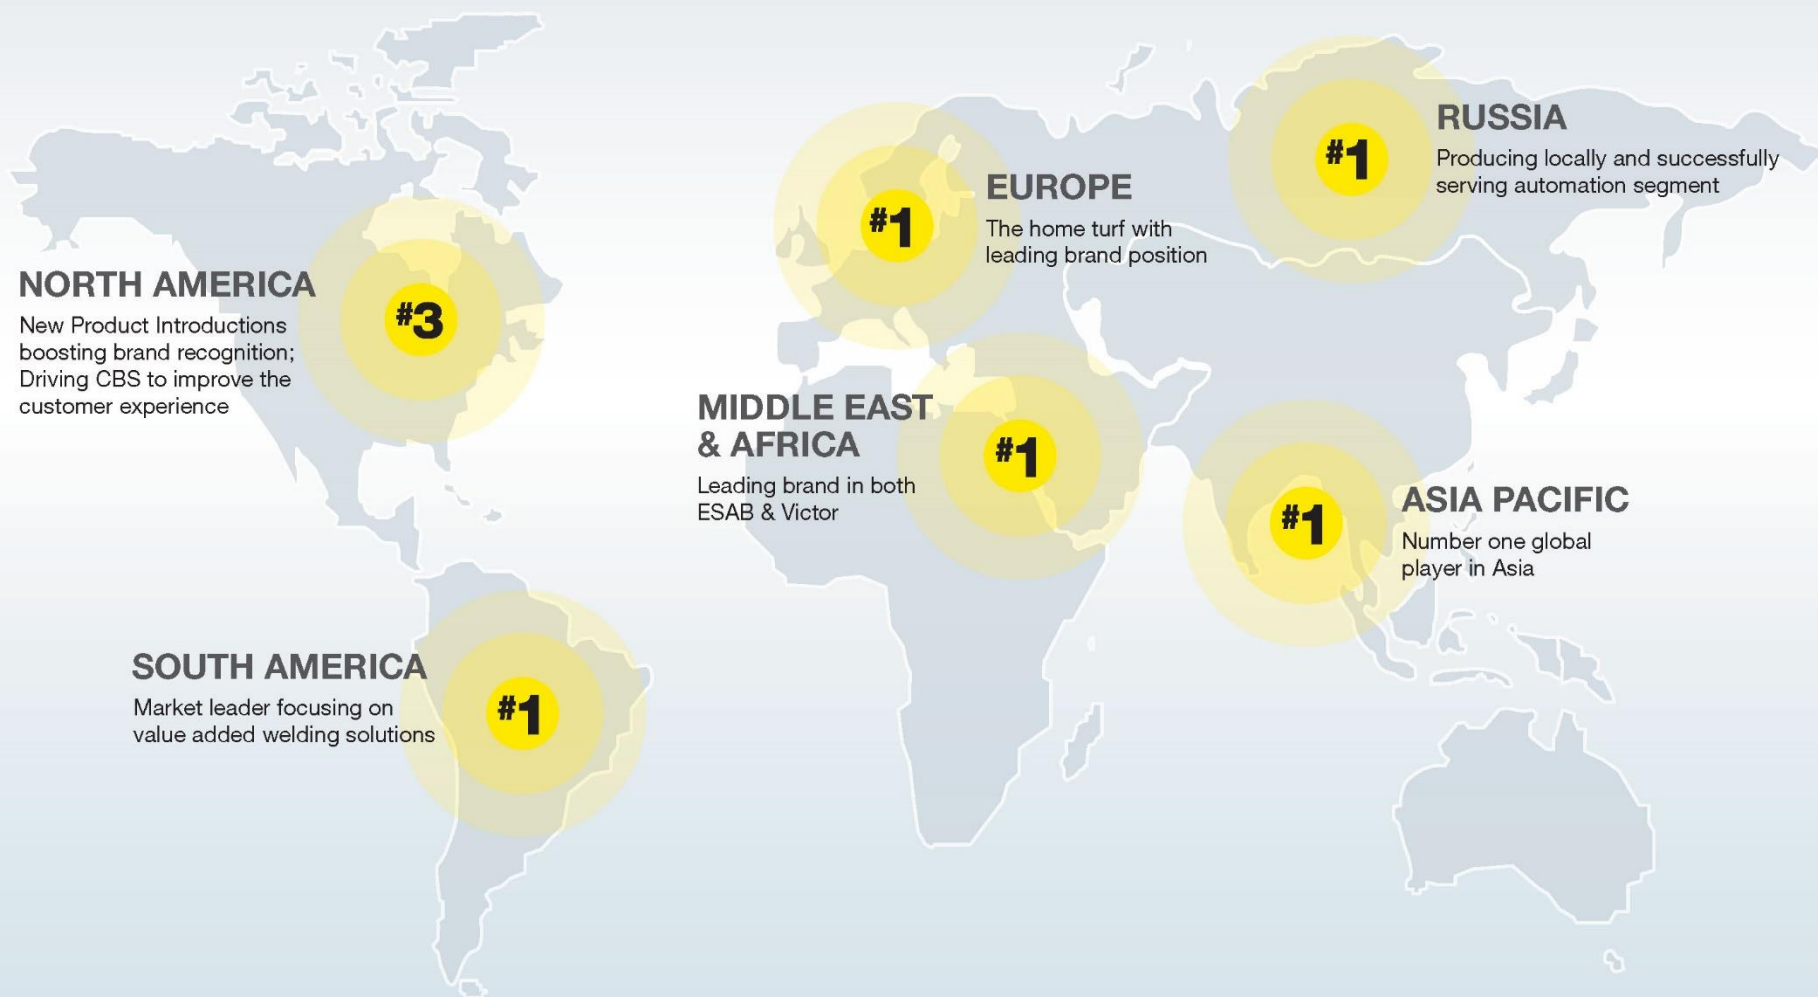 RUSSIA
#1
Producing locally and successfully
serving automation segment
EUROPE
#1
The home turf with
leading brand position
NORTH AMERICA
#3
New Product Introductions
boosting brand recognition;
Driving CBS to improve the
customer experience
MIDDLE EAST
& AFRICA
#1
Leading brand in both
ESAB & Victor
ASIA PACIFIC
#1
Number one global
player in Asia
SOUTH AMERICA
#1
Market leader focusing on
value added welding solutions